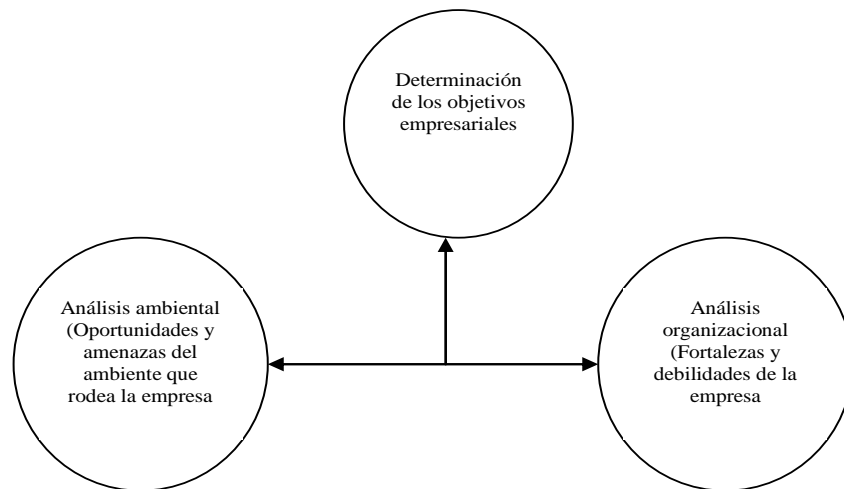 Determinación
de los objetivos
empresariales
Análisis ambiental
(Oportunidades y
amenazas del
ambiente que
rodea la empresa
Análisis
organizacional
(Fortalezas y
debilidades de la
empresa